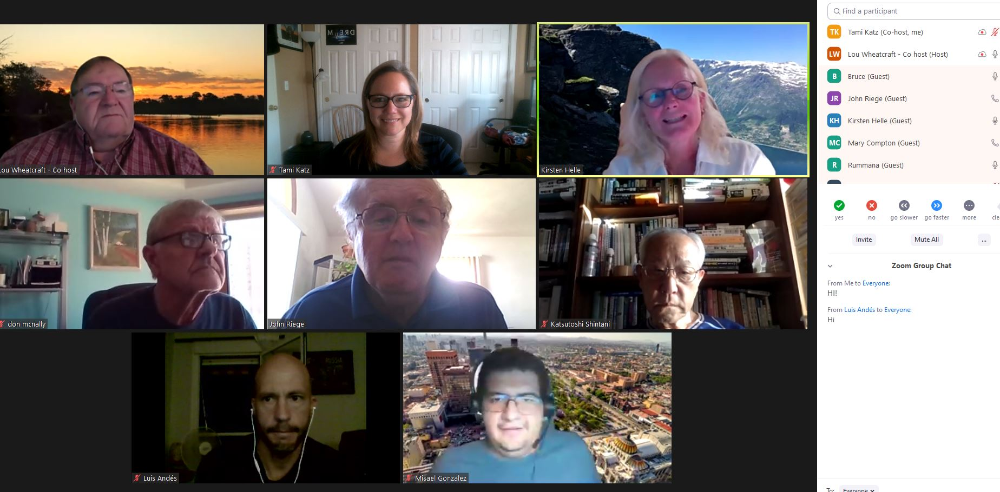 DRE M
Lou Wheatcraft - Co host
Tami Katz
Kirsten Helle
don mcnally
John Riege
Katsutoshi Shintani
RUSSIA
Luis Andés
Misael Gonzalez
Find a participant
TK Tami Katz (Co-host, me)
LW Lou Wheatcraft - Co host (Host)
B Bruce (Guest)
JR John Riege (Guest)
KH Kirsten Helle (Guest)
MC Mary Compton (Guest)
R Rummana (Guest)
yes no go slower go faster more clea
Invite Mute All ...
Zoom Group Chat
From Me to Everyone:
HI!
From Luis Andés to Everyone:
Hi
To: Everyone